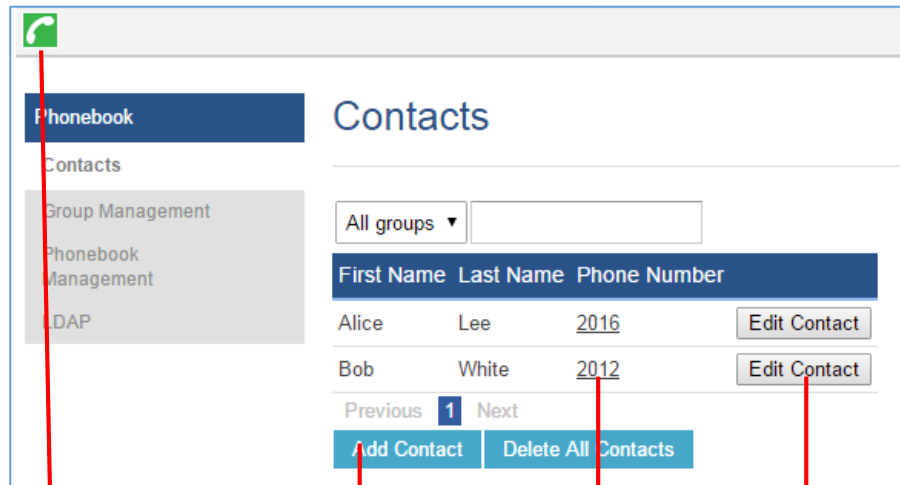 Phonebook
Contacts
Group Management
Phonebook
Management
LDAP
Contacts
All groups
First Name Last Name Phone Number
Alice Lee 2016 Edit Contact
Bob White 2012 Edit Contact
Previous 1 Next
Add Contact Delete All Contacts